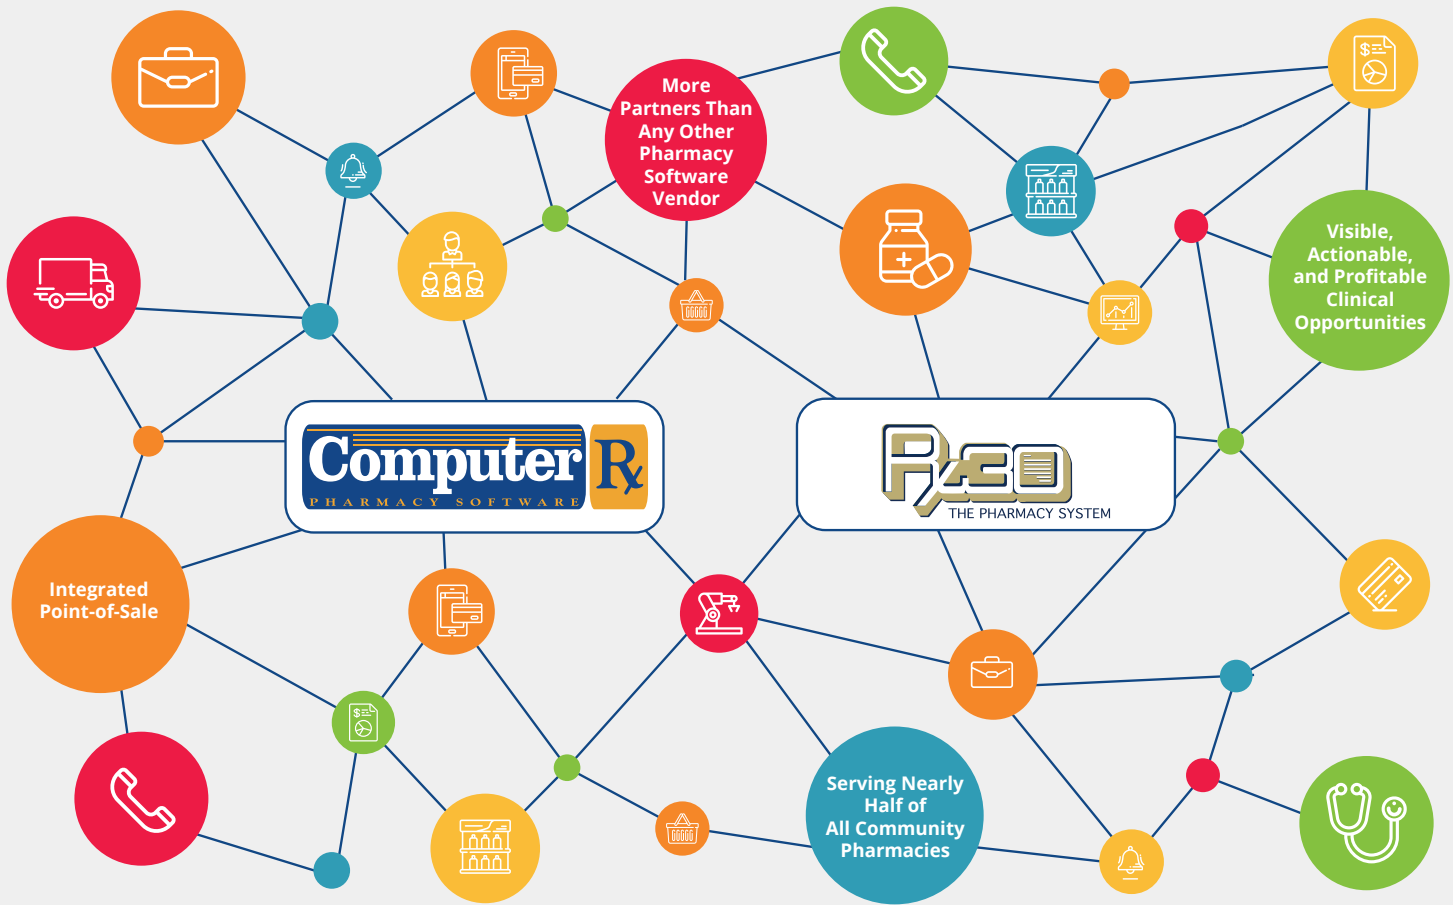 More
Partners Than
Any Other
Pharmacy
Software
Vendor
Visible,
Actionable,
and Profitable
Clinical
Opportunities
Computer Rx
PHARMACY SOFTWARE
Rx30
THE PHARMACY SYSTEM
Integrated
Point-of-Sale
Serving Nearly
Half of
All Community
Pharmacies